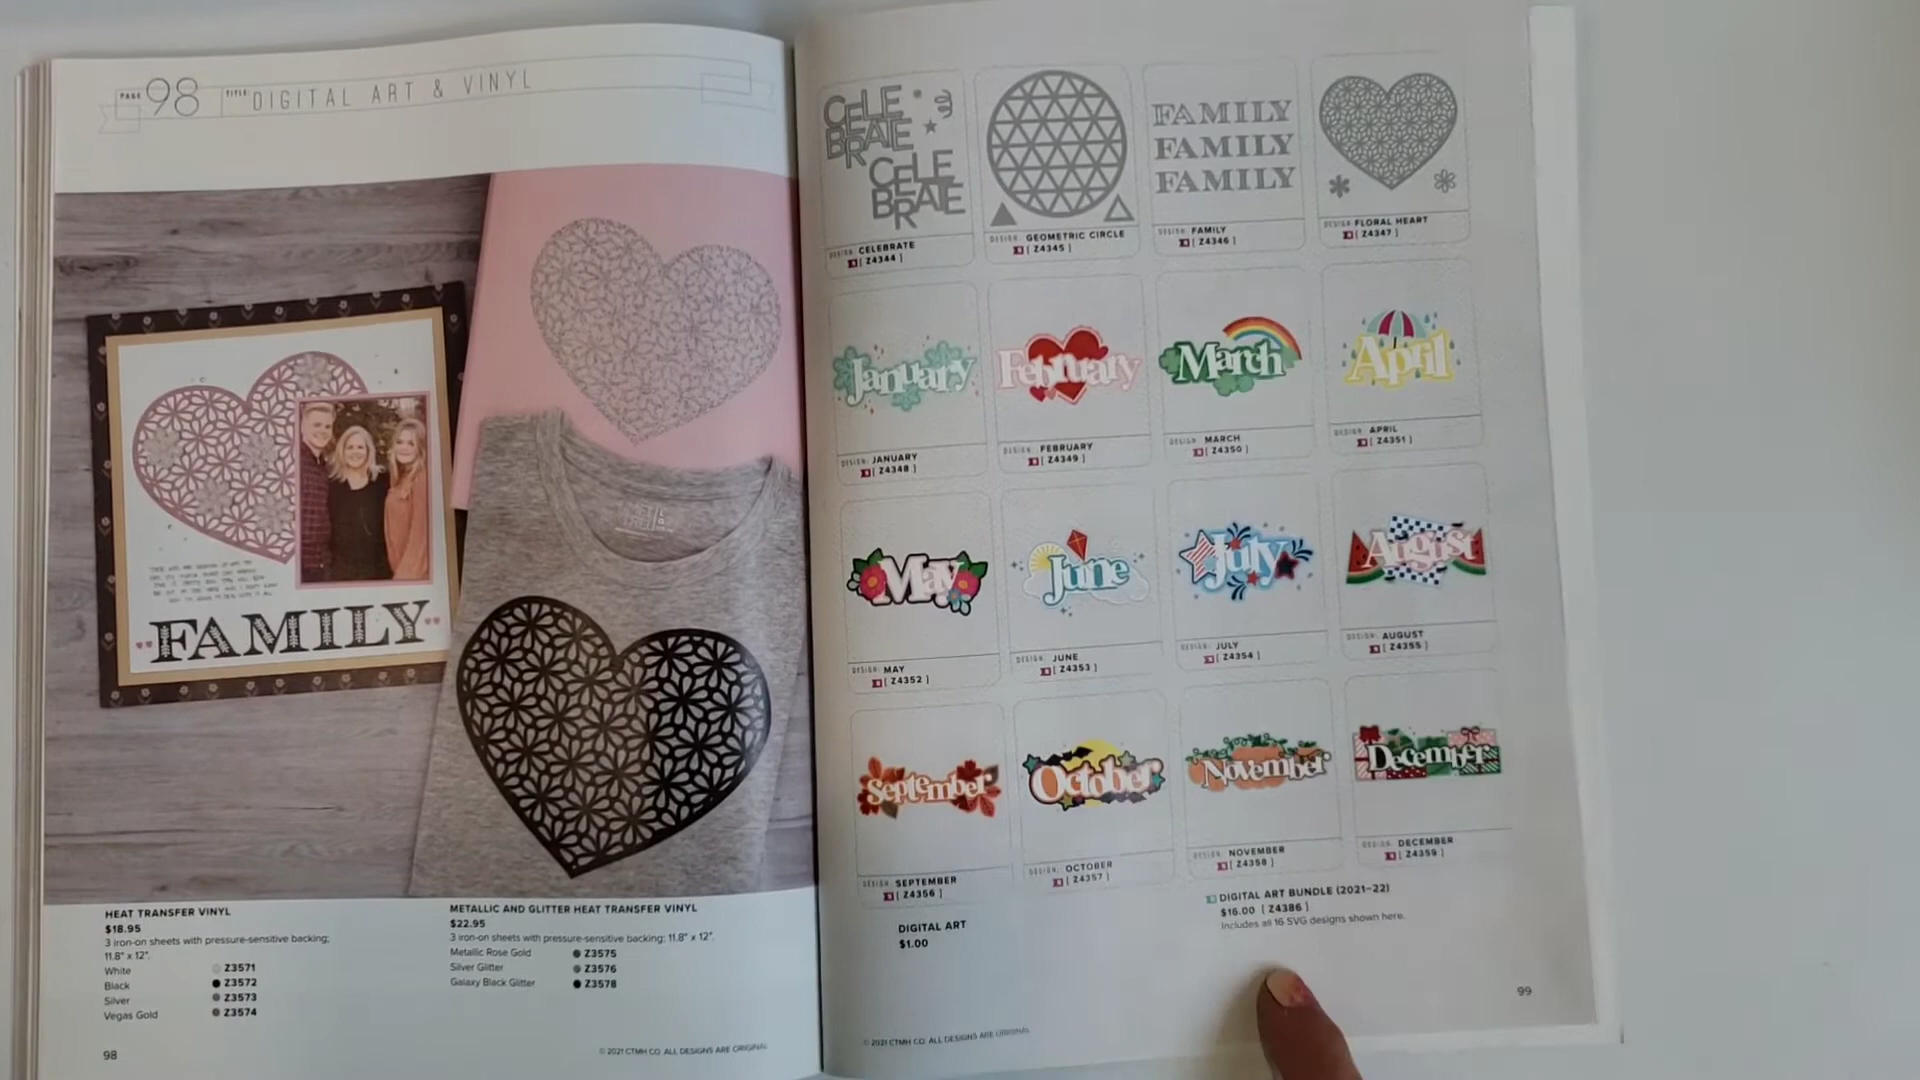 PAGE 98 TITLE: DIGITAL ART & VINYL
FAMILY
HEAT TRANSFER VINYL
$18.95
3 iron-on sheets with pressure-sensitive backing;
11.8" x 12".
White Z3571
Black Z3572
Silver Z3573
Vegas Gold Z3574
METALLIC AND GLITTER HEAT TRANSFER VINYL
$22.95
3 iron-on sheets with pressure-sensitive backing; 11.8" x 12".
Metallic Rose Gold Z3575
Silver Glitter Z3576
Galaxy Black Glitter Z3578
98
© 2021 CTMH CO. ALL DESIGNS ARE ORIGINAL
CELE
BRATE
CELE
BRATE
DESIGN: CELEBRATE
[ Z4344 ]
DESIGN: GEOMETRIC CIRCLE
[ Z4345 ]
FAMILY
FAMILY
FAMILY
DESIGN: FAMILY
[ Z4346 ]
DESIGN: FLORAL HEART
[ Z4347 ]
January
DESIGN: JANUARY
[ Z4348 ]
February
DESIGN: FEBRUARY
[ Z4349 ]
March
DESIGN: MARCH
[ Z4350 ]
April
DESIGN: APRIL
[ Z4351 ]
May
DESIGN: MAY
[ Z4352 ]
June
DESIGN: JUNE
[ Z4353 ]
July
DESIGN: JULY
[ Z4354 ]
August
DESIGN: AUGUST
[ Z4355 ]
September
DESIGN: SEPTEMBER
[ Z4356 ]
October
DESIGN: OCTOBER
[ Z4357 ]
November
DESIGN: NOVEMBER
[ Z4358 ]
December
DESIGN: DECEMBER
[ Z4359 ]
DIGITAL ART
$1.00
DIGITAL ART BUNDLE (2021–22)
$16.00 [ Z4386 ]
Includes all 16 SVG designs shown here.
99
© 2021 CTMH CO. ALL DESIGNS ARE ORIGINAL